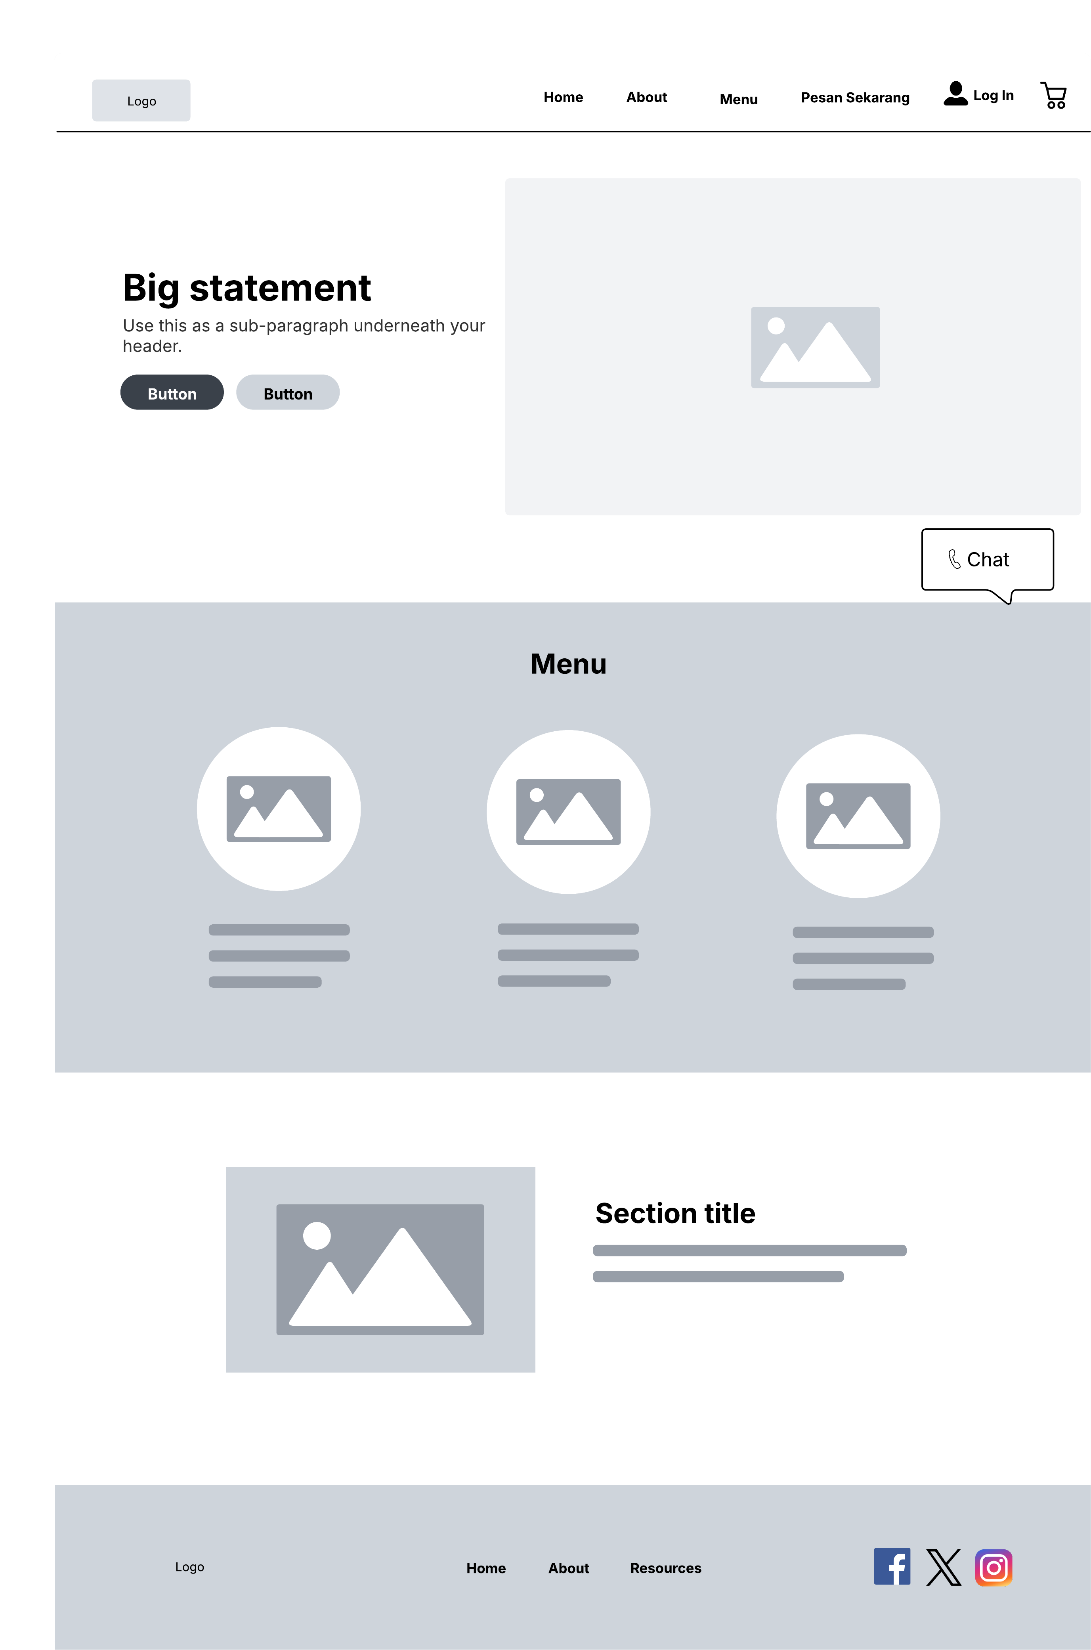 Logo
Home
About
Menu
Pesan Sekarang
Log In
Big statement
Use this as a sub-paragraph underneath your
header.
Button
Button
Chat
Menu
Section title
Logo
Home
About
Resources